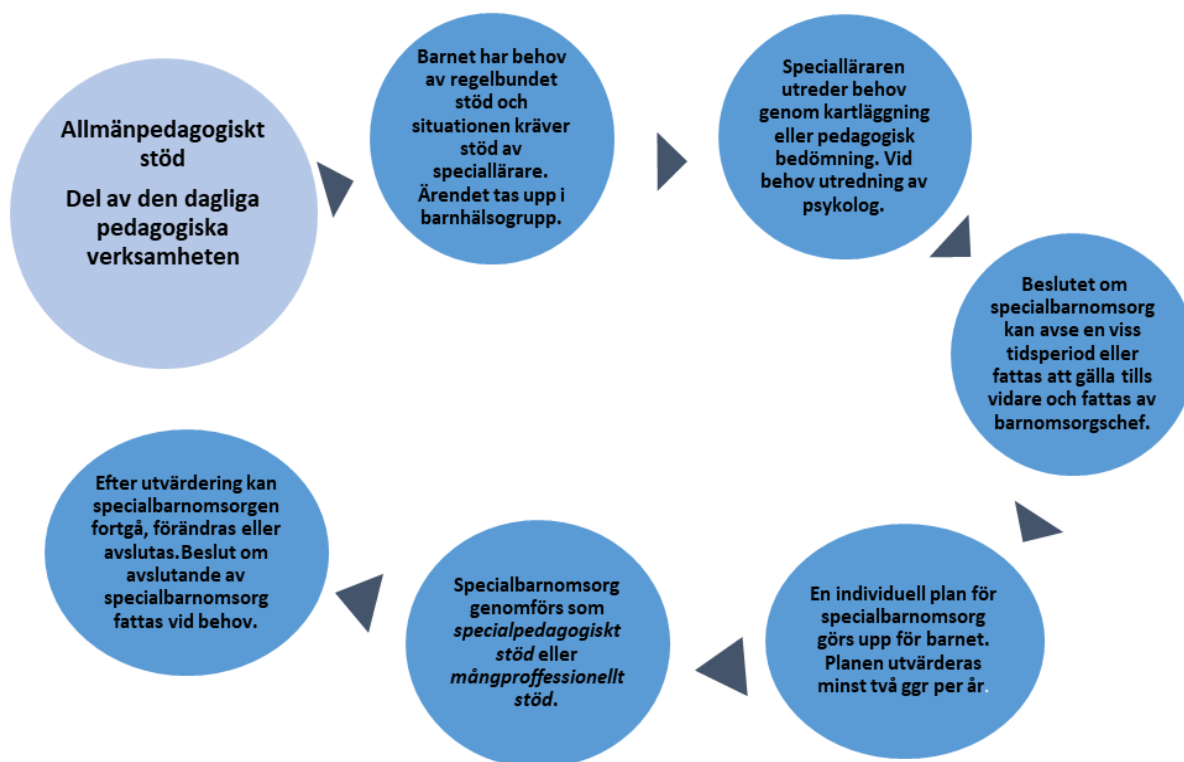 Allmänpedagogiskt
stöd
Del av den dagliga
pedagogiska
verksamheten
Barnet har behov
av regelbundet
stöd och
situationen kräver
stöd av
speciallärare.
Ärendet tas upp i
barnhälsogrupp.
Specialläraren
utreder behov
genom kartläggning
eller pedagogisk
bedömning. Vid
behov utredning av
psykolog.
Beslutet om
specialbarnomsorg
kan avse en viss
tidsperiod eller
fattas att gälla tills
vidare och fattas av
barnomsorgschef.
En individuell plan för
specialbarnomsorg
görs upp för barnet.
Planen utvärderas
minst två ggr per år.
Specialbarnomsorg
genomförs som
specialpedagogiskt
stöd eller
mångproffessionellt
stöd.
Efter utvärdering kan
specialbarnomsorgen
fortgå, förändras eller
avslutas.Beslut om
avslutande av
specialbarnomsorg
fattas vid behov.